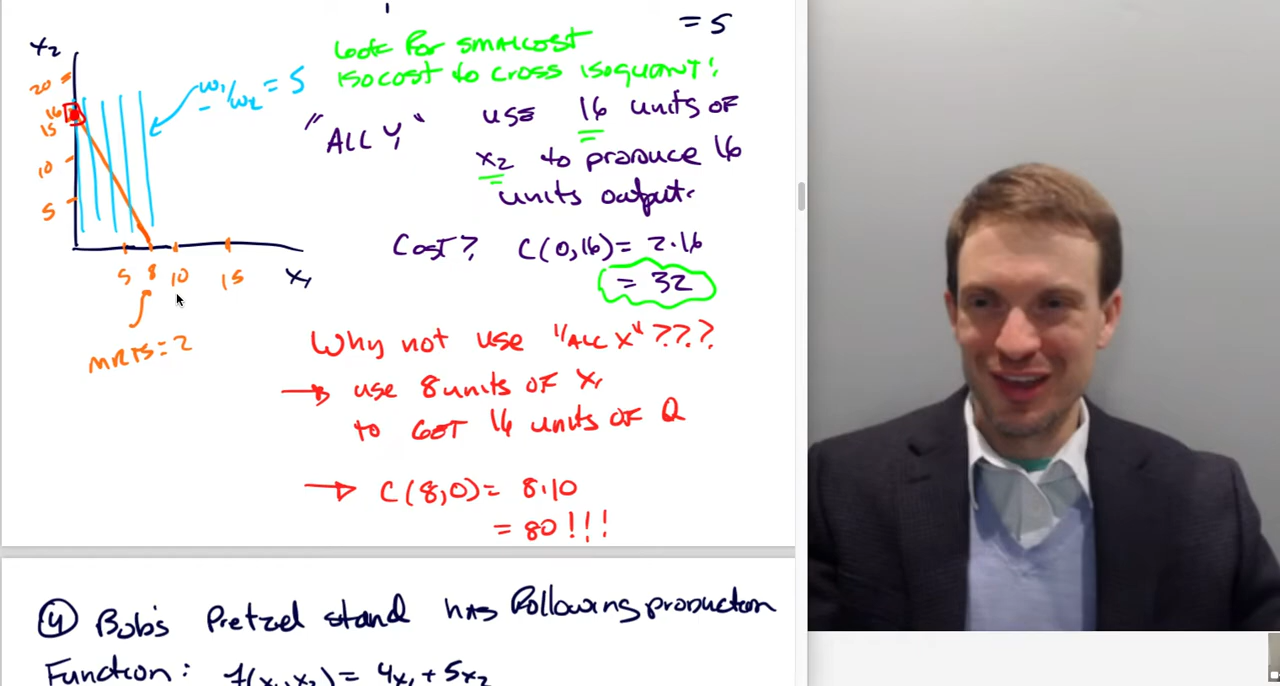 = 5
look for smallcost
isocost to cross isoquant!
x2
20
16
15
10
5
w1/w2 = 5
"ALL Y"
use 16 units of
x2 to produce 16
units output.
Cost? C(0,16) = 2·16
= 32
5 8 10 15 x1
MRTS = 2
Why not use "ALL X"???
→ use 8 units of x1
to GET 16 units of Q
→ C(8,0) = 8·10
= 80!!!
④ Bob's Pretzel stand has following production
Function: f(x1,x2) = 4x1 + 5x2